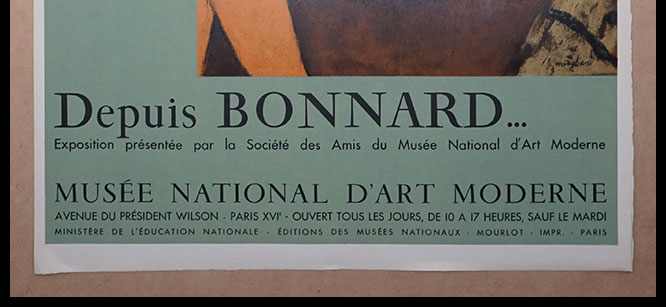 Depuis BONNARD...
Exposition présentée par la Société des Amis du Musée National d'Art Moderne
MUSÉE NATIONAL D'ART MODERNE
AVENUE DU PRÉSIDENT WILSON - PARIS XVIᵉ - OUVERT TOUS LES JOURS, DE 10 A 17 HEURES, SAUF LE MARDI
MINISTÈRE DE L'ÉDUCATION NATIONALE - ÉDITIONS DES MUSÉES NATIONAUX - MOURLOT - IMPR. - PARIS